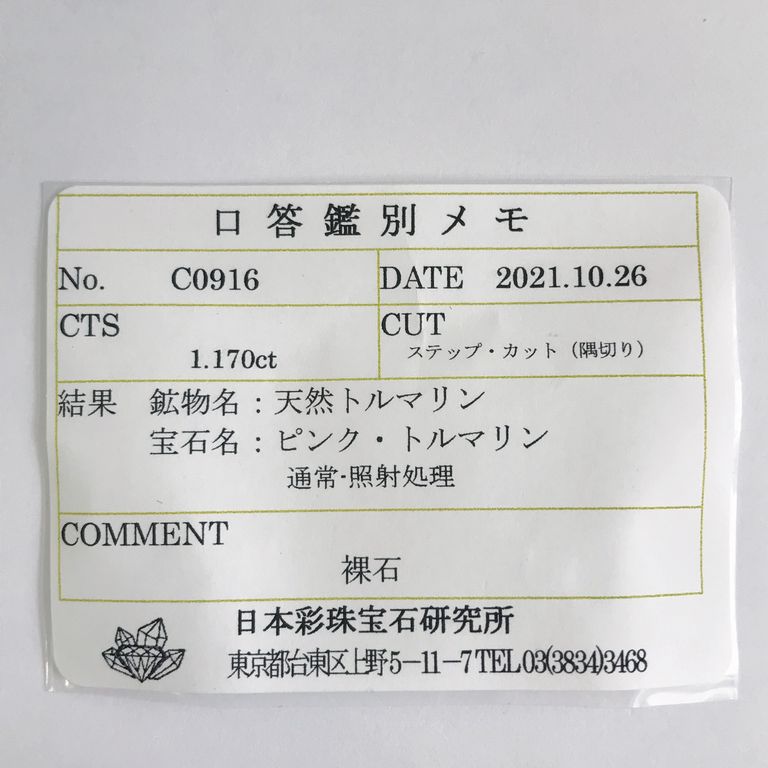 口答鑑別メモ
No. C0916 DATE 2021.10.26
CTS CUT
1.170ct ステップ・カット（隅切り）
結果 鉱物名：天然トルマリン
宝石名：ピンク・トルマリン
通常-照射処理
COMMENT
裸石
日本彩珠宝石研究所
東京都台東区上野5－11－7 TEL 03(3834)3468